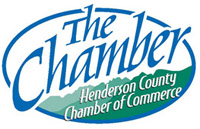 The
Chamber
Henderson County
Chamber of Commerce